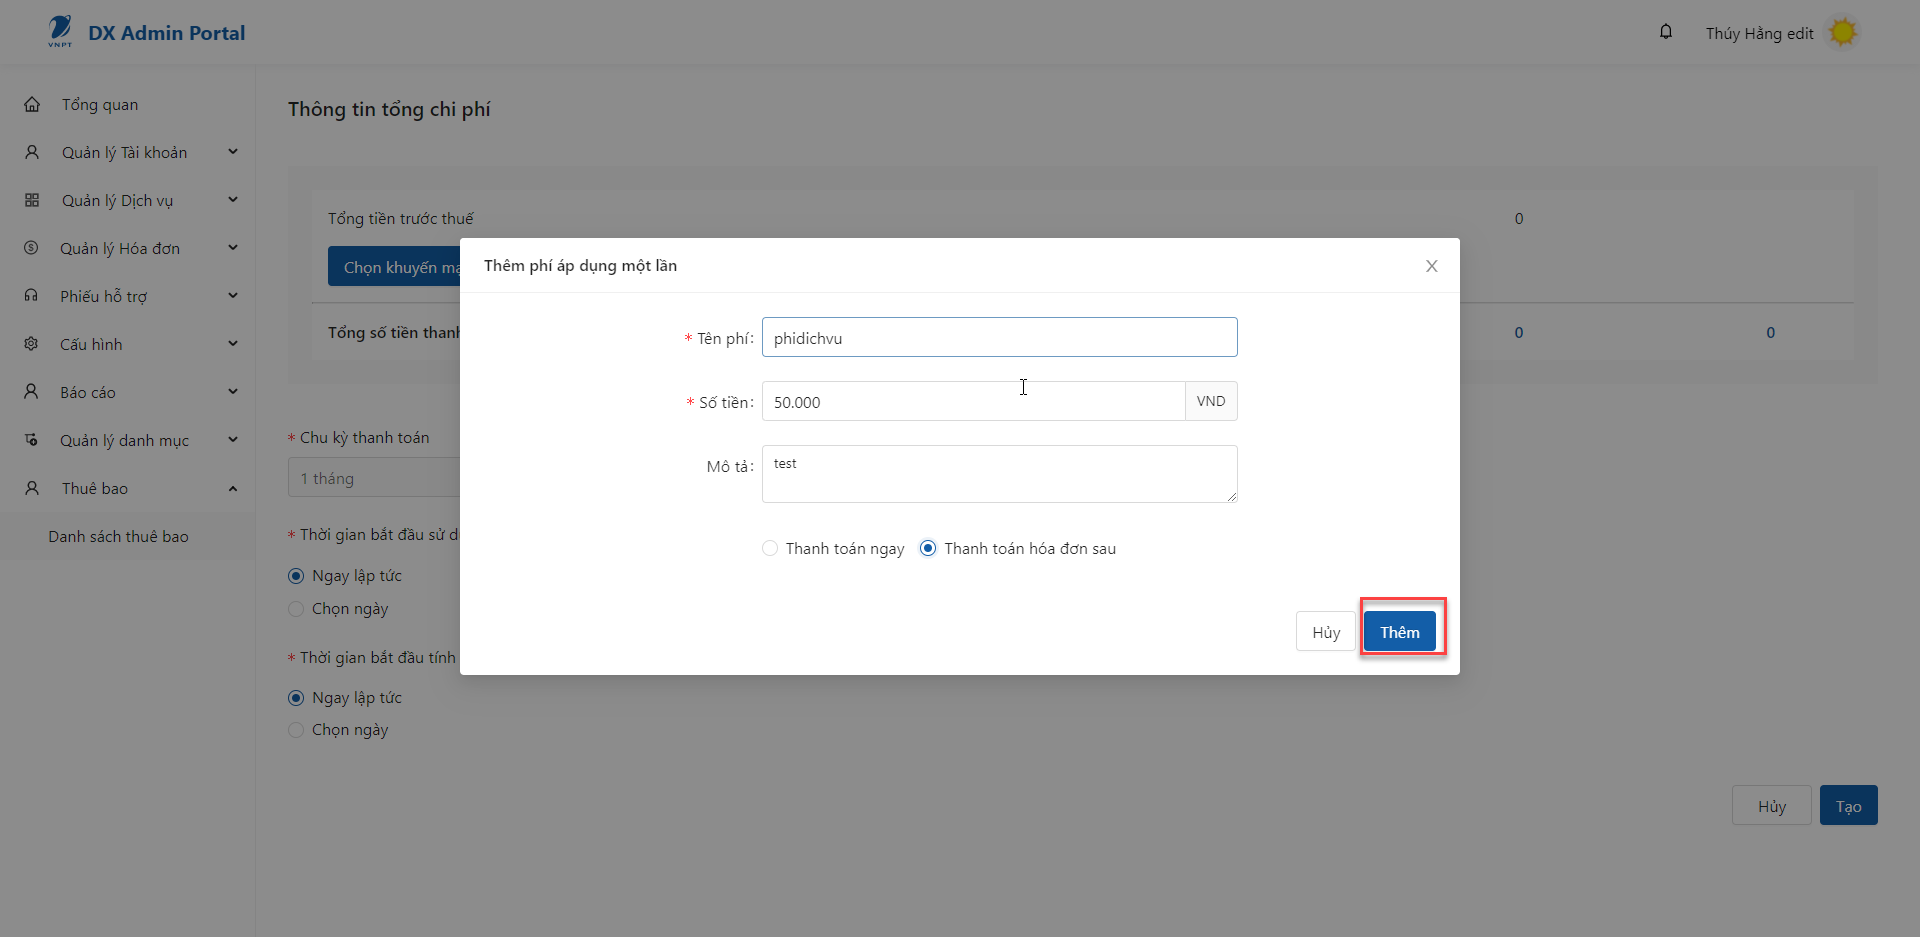 VNPT
DX Admin Portal
Thúy Hằng edit
Tổng quan
Quản lý Tài khoản
Quản lý Dịch vụ
Quản lý Hóa đơn
Phiếu hỗ trợ
Cấu hình
Báo cáo
Quản lý danh mục
Thuê bao
Danh sách thuê bao
Thông tin tổng chi phí
Tổng tiền trước thuế
0
Chọn khuyến mạ
Tổng số tiền thanh
0
0
* Chu kỳ thanh toán
1 tháng
* Thời gian bắt đầu sử d
Ngay lập tức
Chọn ngày
* Thời gian bắt đầu tính
Ngay lập tức
Chọn ngày
Hủy
Tạo
Thêm phí áp dụng một lần
X
* Tên phí:
phidichvu
* Số tiền:
50.000
VND
Mô tả:
test
Thanh toán ngay
Thanh toán hóa đơn sau
Hủy
Thêm